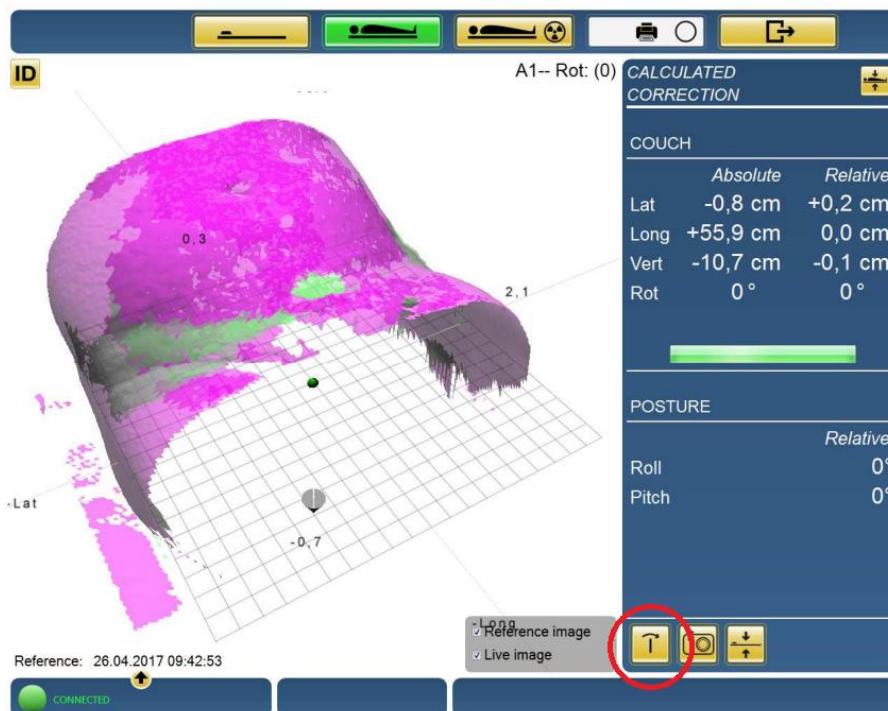 ID
A1-- Rot: (0)
CALCULATED
CORRECTION
COUCH
Absolute Relative
Lat -0,8 cm +0,2 cm
Long +55,9 cm 0,0 cm
Vert -10,7 cm -0,1 cm
Rot 0° 0°
POSTURE
Relative
Roll 0°
Pitch 0°
0,3
2,1
-Lat
-0,7
-Long
Reference image
Live image
Reference: 26.04.2017 09:42:53
CONNECTED